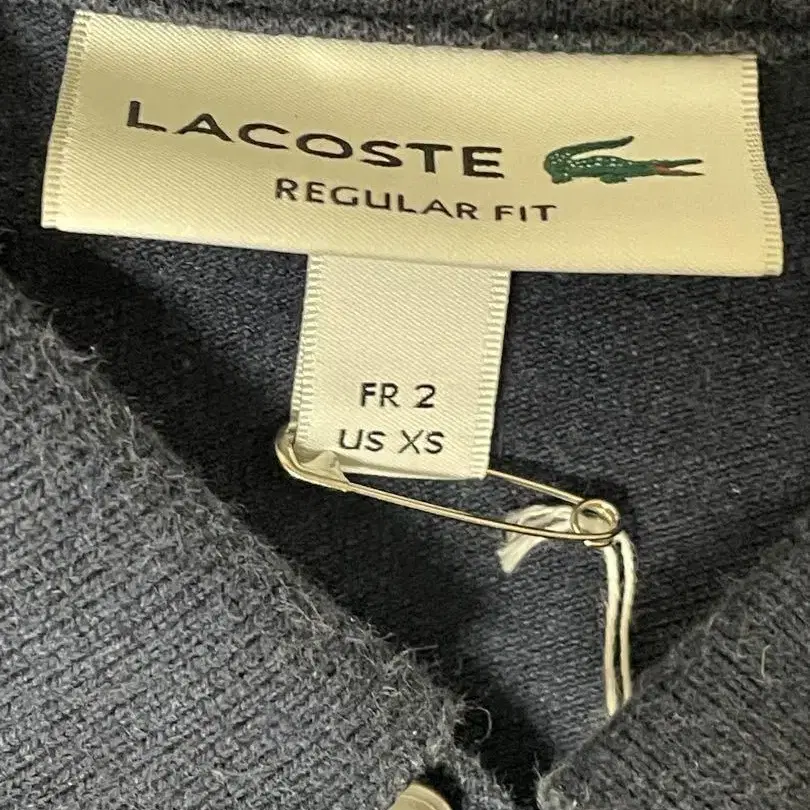 LACOSTE
REGULAR FIT
FR 2
US XS